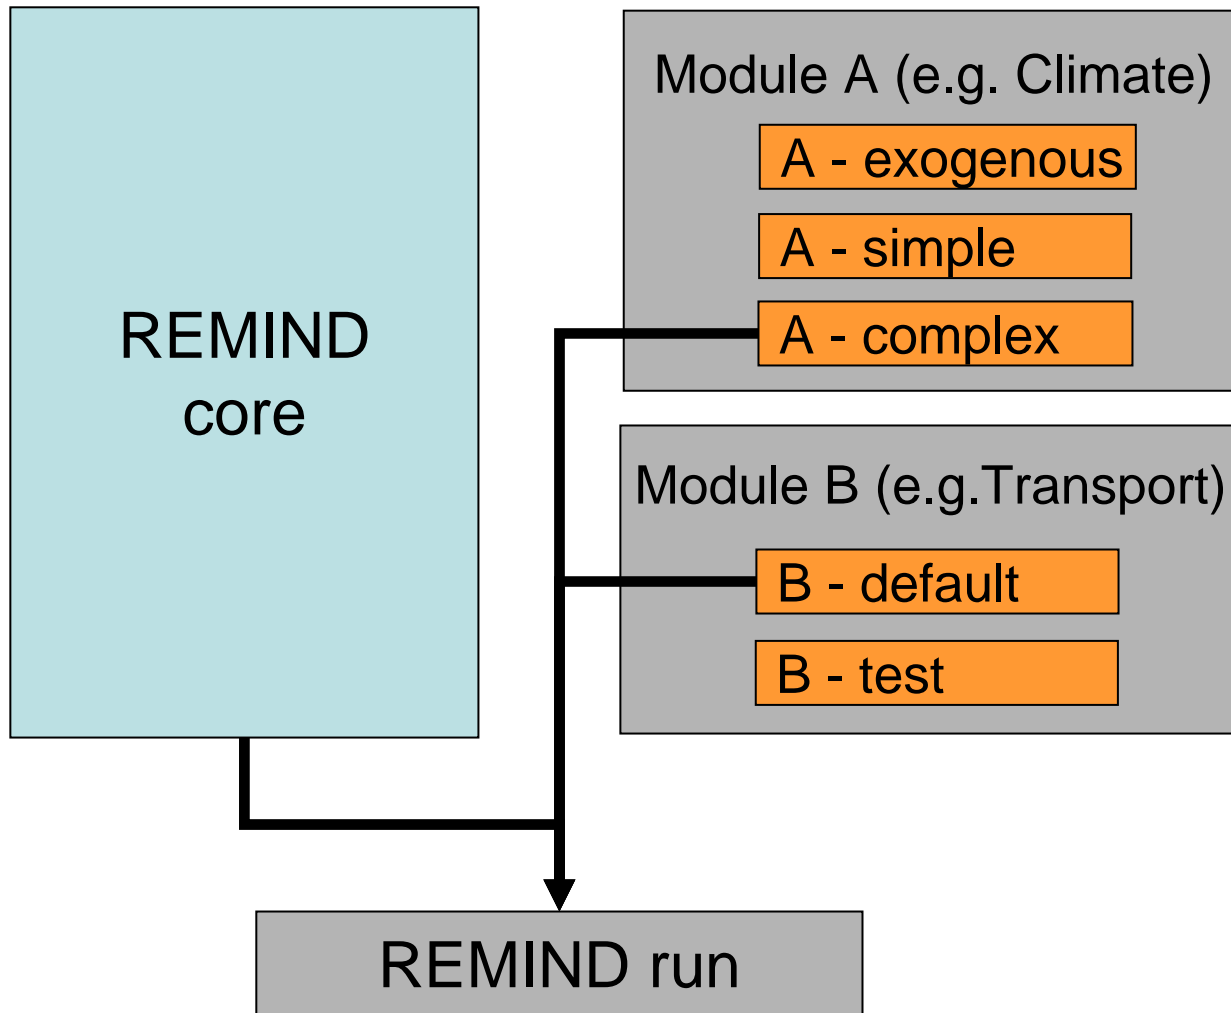 REMIND
core
Module A (e.g. Climate)
A - exogenous
A - simple
A - complex
Module B (e.g.Transport)
B - default
B - test
REMIND run